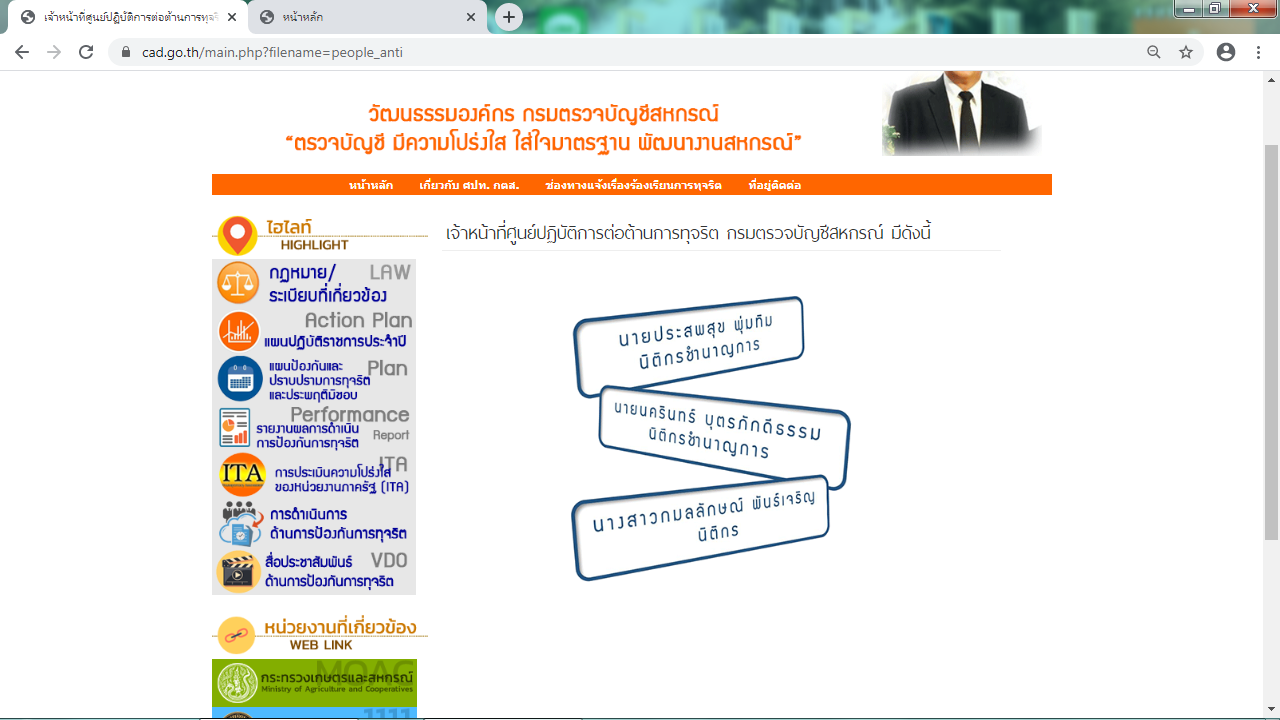 เจ้าหน้าที่ศูนย์ปฏิบัติการต่อต้านการทุจริ
หน้าหลัก
cad.go.th/main.php?filename=people_anti
วัฒนธรรมองค์กร กรมตรวจบัญชีสหกรณ์
“ตรวจบัญชี มีความโปร่งใส ใส่ใจมาตรฐาน พัฒนางานสหกรณ์”
หน้าหลัก เกี่ยวกับ ศปท. กตส. ช่องทางแจ้งเรื่องร้องเรียนการทุจริต ที่อยู่ติดต่อ
ไฮไลท์
HIGHLIGHT
กฎหมาย/ LAW
ระเบียบที่เกี่ยวข้อง
Action Plan
แผนปฏิบัติราชการประจำปี
แผนป้องกันและ Plan
ปราบปรามการทุจริต
และประพฤติมิชอบ
Performance
รายงานผลการดำเนิน Report
การป้องกันการทุจริต
ITA ITA
การประเมินความโปร่งใส
ของหน่วยงานภาครัฐ (ITA)
การดำเนินการ
ด้านการป้องกันการทุจริต
สื่อประชาสัมพันธ์ VDO
ด้านการป้องกันการทุจริต
หน่วยงานที่เกี่ยวข้อง
WEB LINK
MOAC
กระทรวงเกษตรและสหกรณ์
Ministry of Agriculture and Cooperatives
1111
เจ้าหน้าที่ศูนย์ปฏิบัติการต่อต้านการทุจริต กรมตรวจบัญชีสหกรณ์ มีดังนี้
นายประสพสุข พุ่มทิม
นิติกรชำนาญการ
นายนครินทร์ บุตรภักดีธรรม
นิติกรชำนาญการ
นางสาวกมลลักษณ์ พันธ์เจริญ
นิติกร